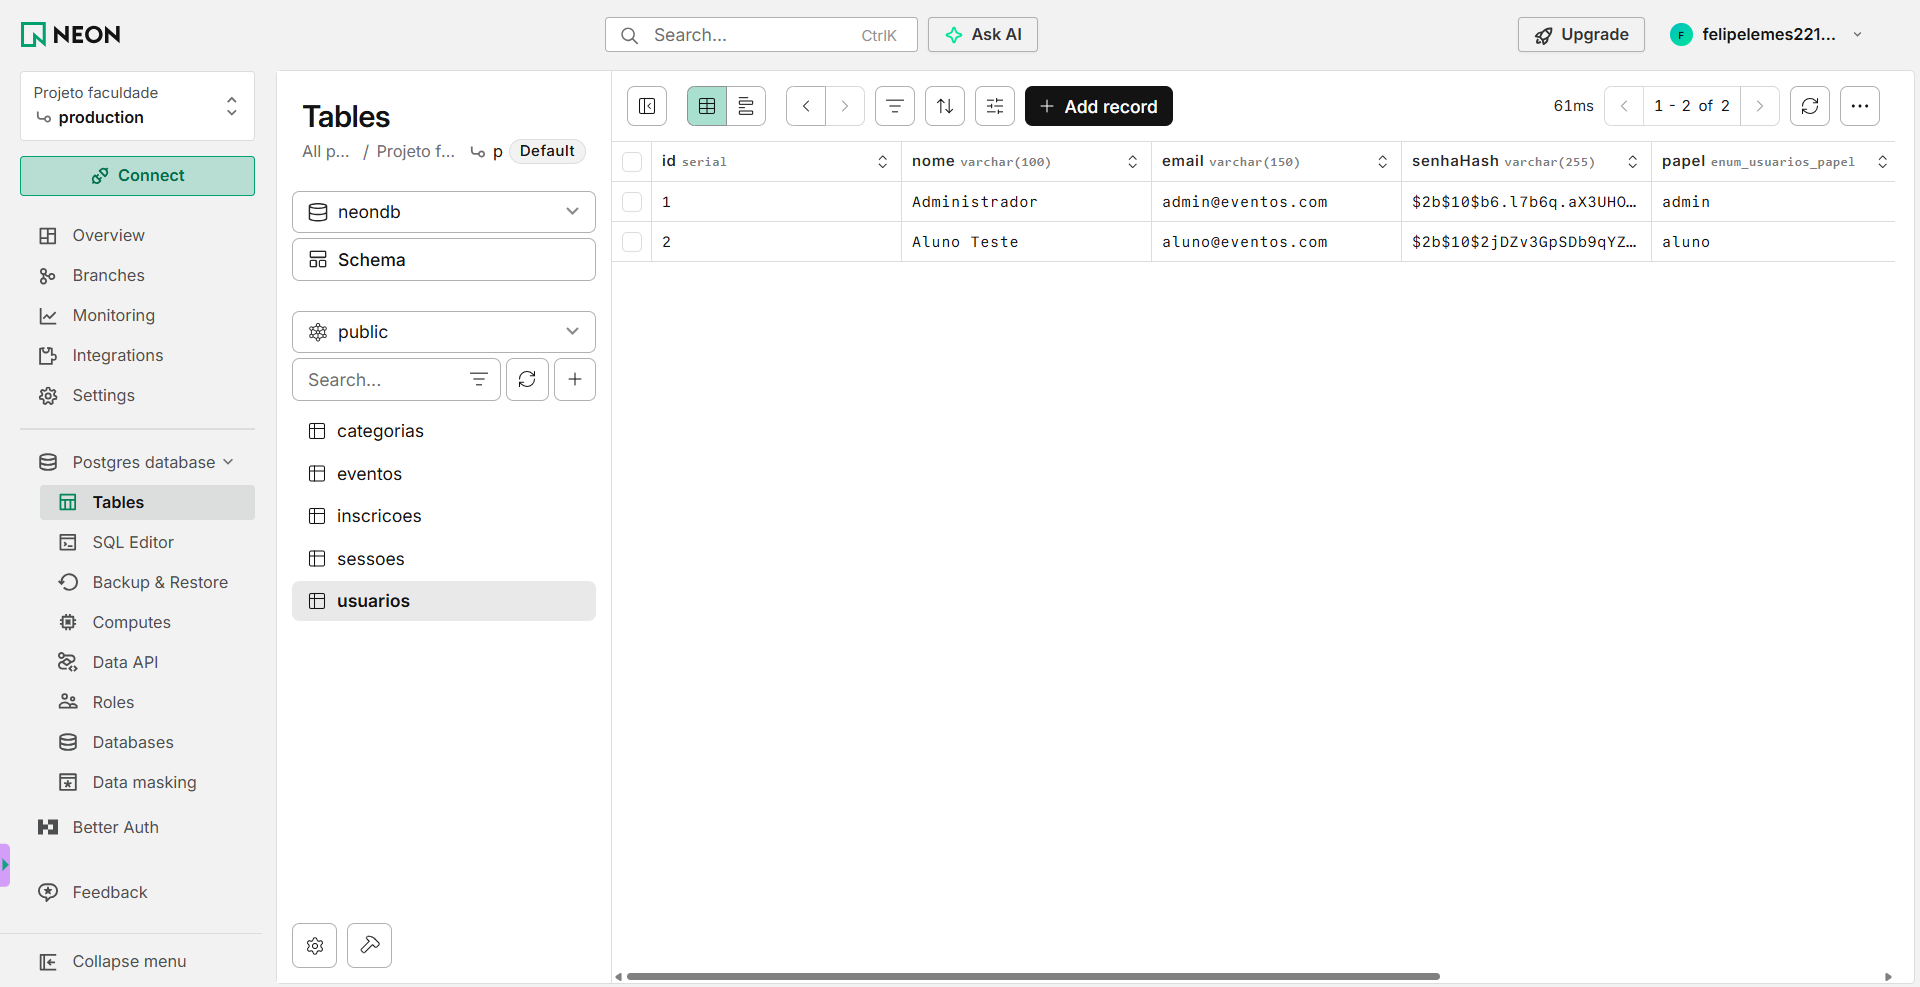 NEON
Search...
CtrlK
Ask AI
Upgrade
F
felipelemes221...
Projeto faculdade
production
Connect
Overview
Branches
Monitoring
Integrations
Settings
Postgres database
Tables
SQL Editor
Backup & Restore
Computes
Data API
Roles
Databases
Data masking
Better Auth
Feedback
Collapse menu
Tables
All p... / Projeto f... p Default
neondb
Schema
public
Search...
categorias
eventos
inscricoes
sessoes
usuarios
Add record
61ms
1 - 2 of 2
id serial nome varchar(100) email varchar(150) senhaHash varchar(255) papel enum_usuarios_papel
1 Administrador admin@eventos.com $2b$10$b6.l7b6q.aX3UHO… admin
2 Aluno Teste aluno@eventos.com $2b$10$2jDZv3GpSDb9qYZ… aluno